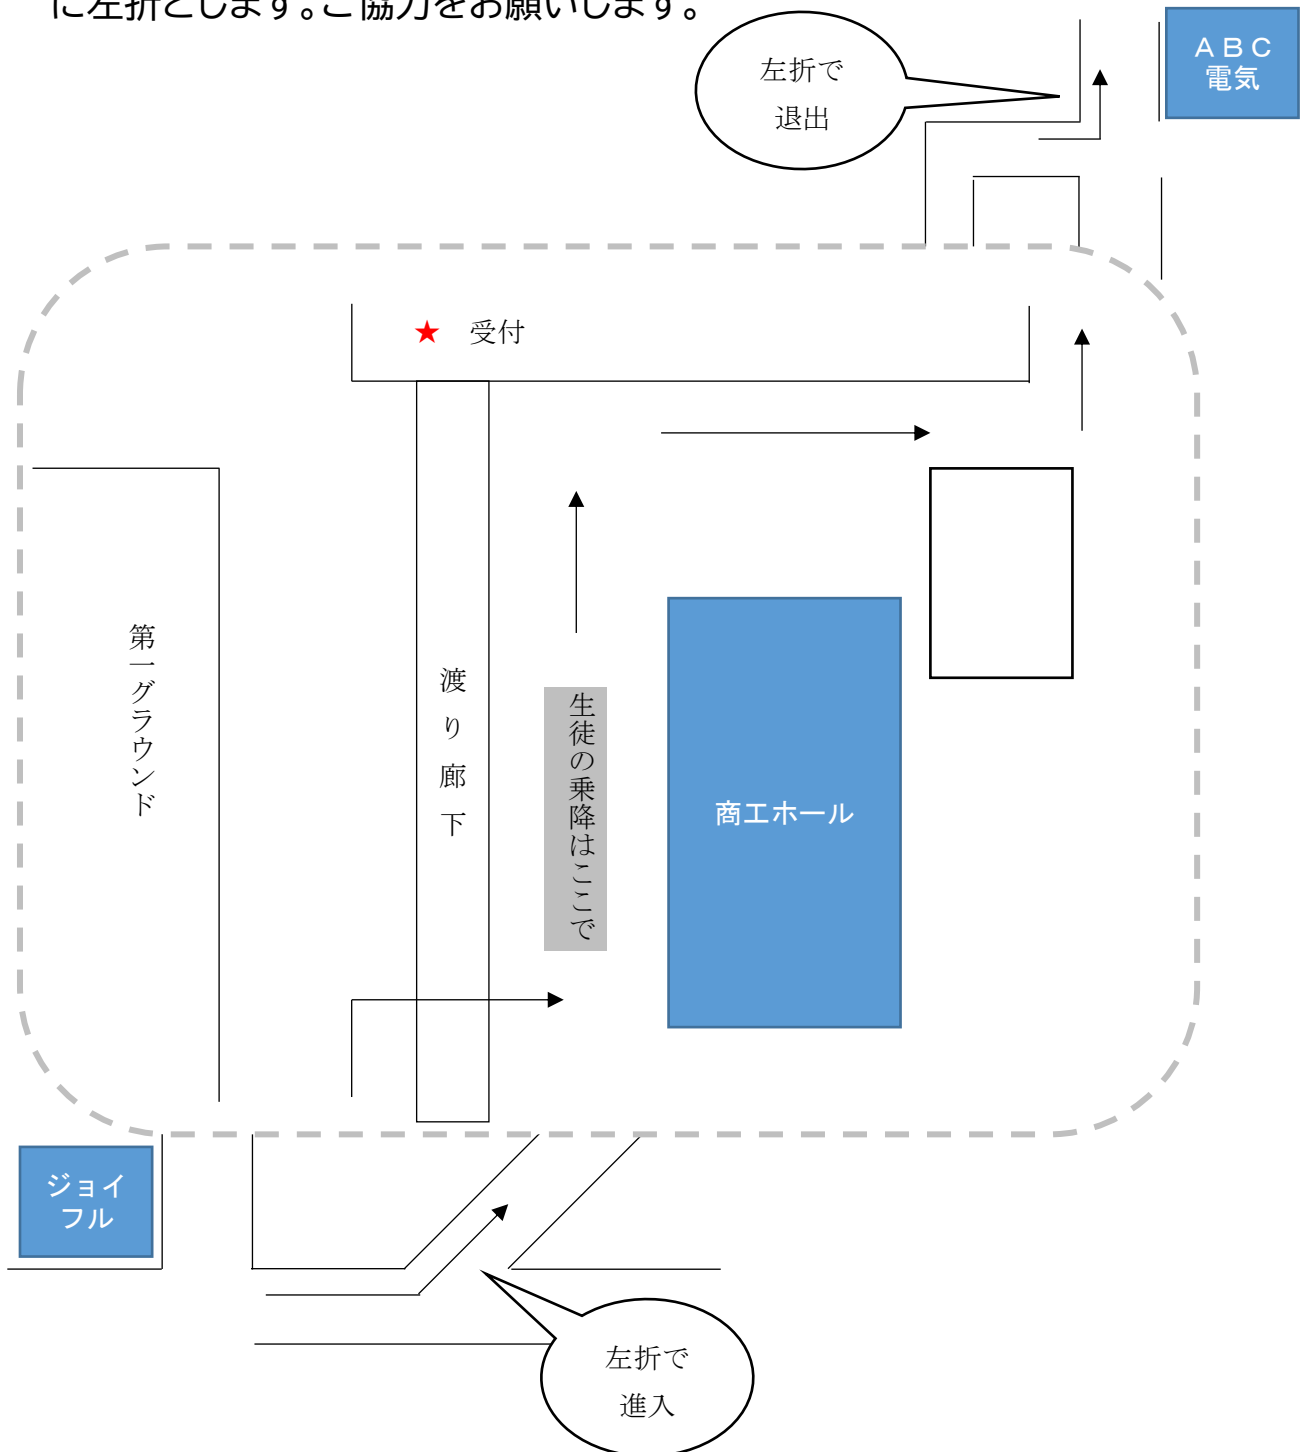 に左折とします。ご協力をお願いします。
左折で
退出
ＡＢＣ
電気
★ 受付
第一グラウンド
渡り廊下
生徒の乗降はここで
商工ホール
ジョイ
フル
左折で
進入